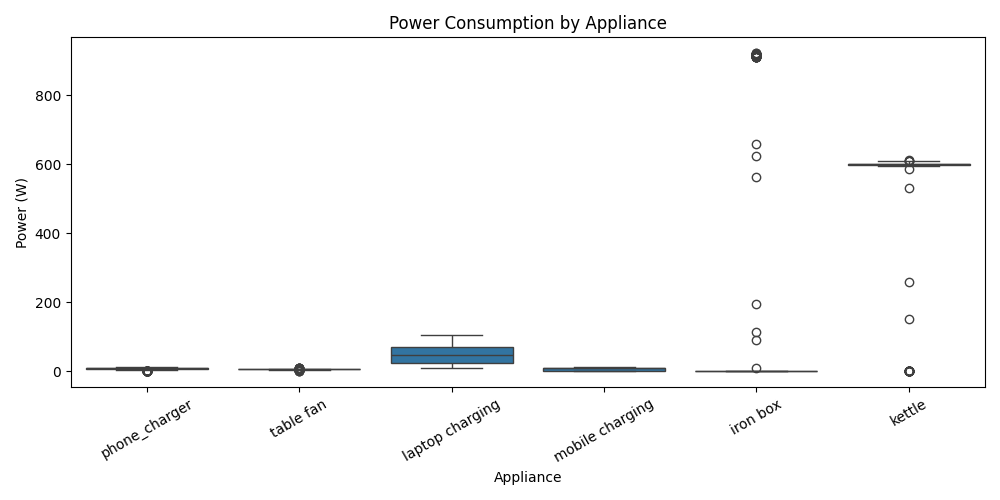 Power Consumption by Appliance
Power (W)
800
600
400
200
0
phone_charger
table fan
laptop charging
mobile charging
iron box
kettle
Appliance